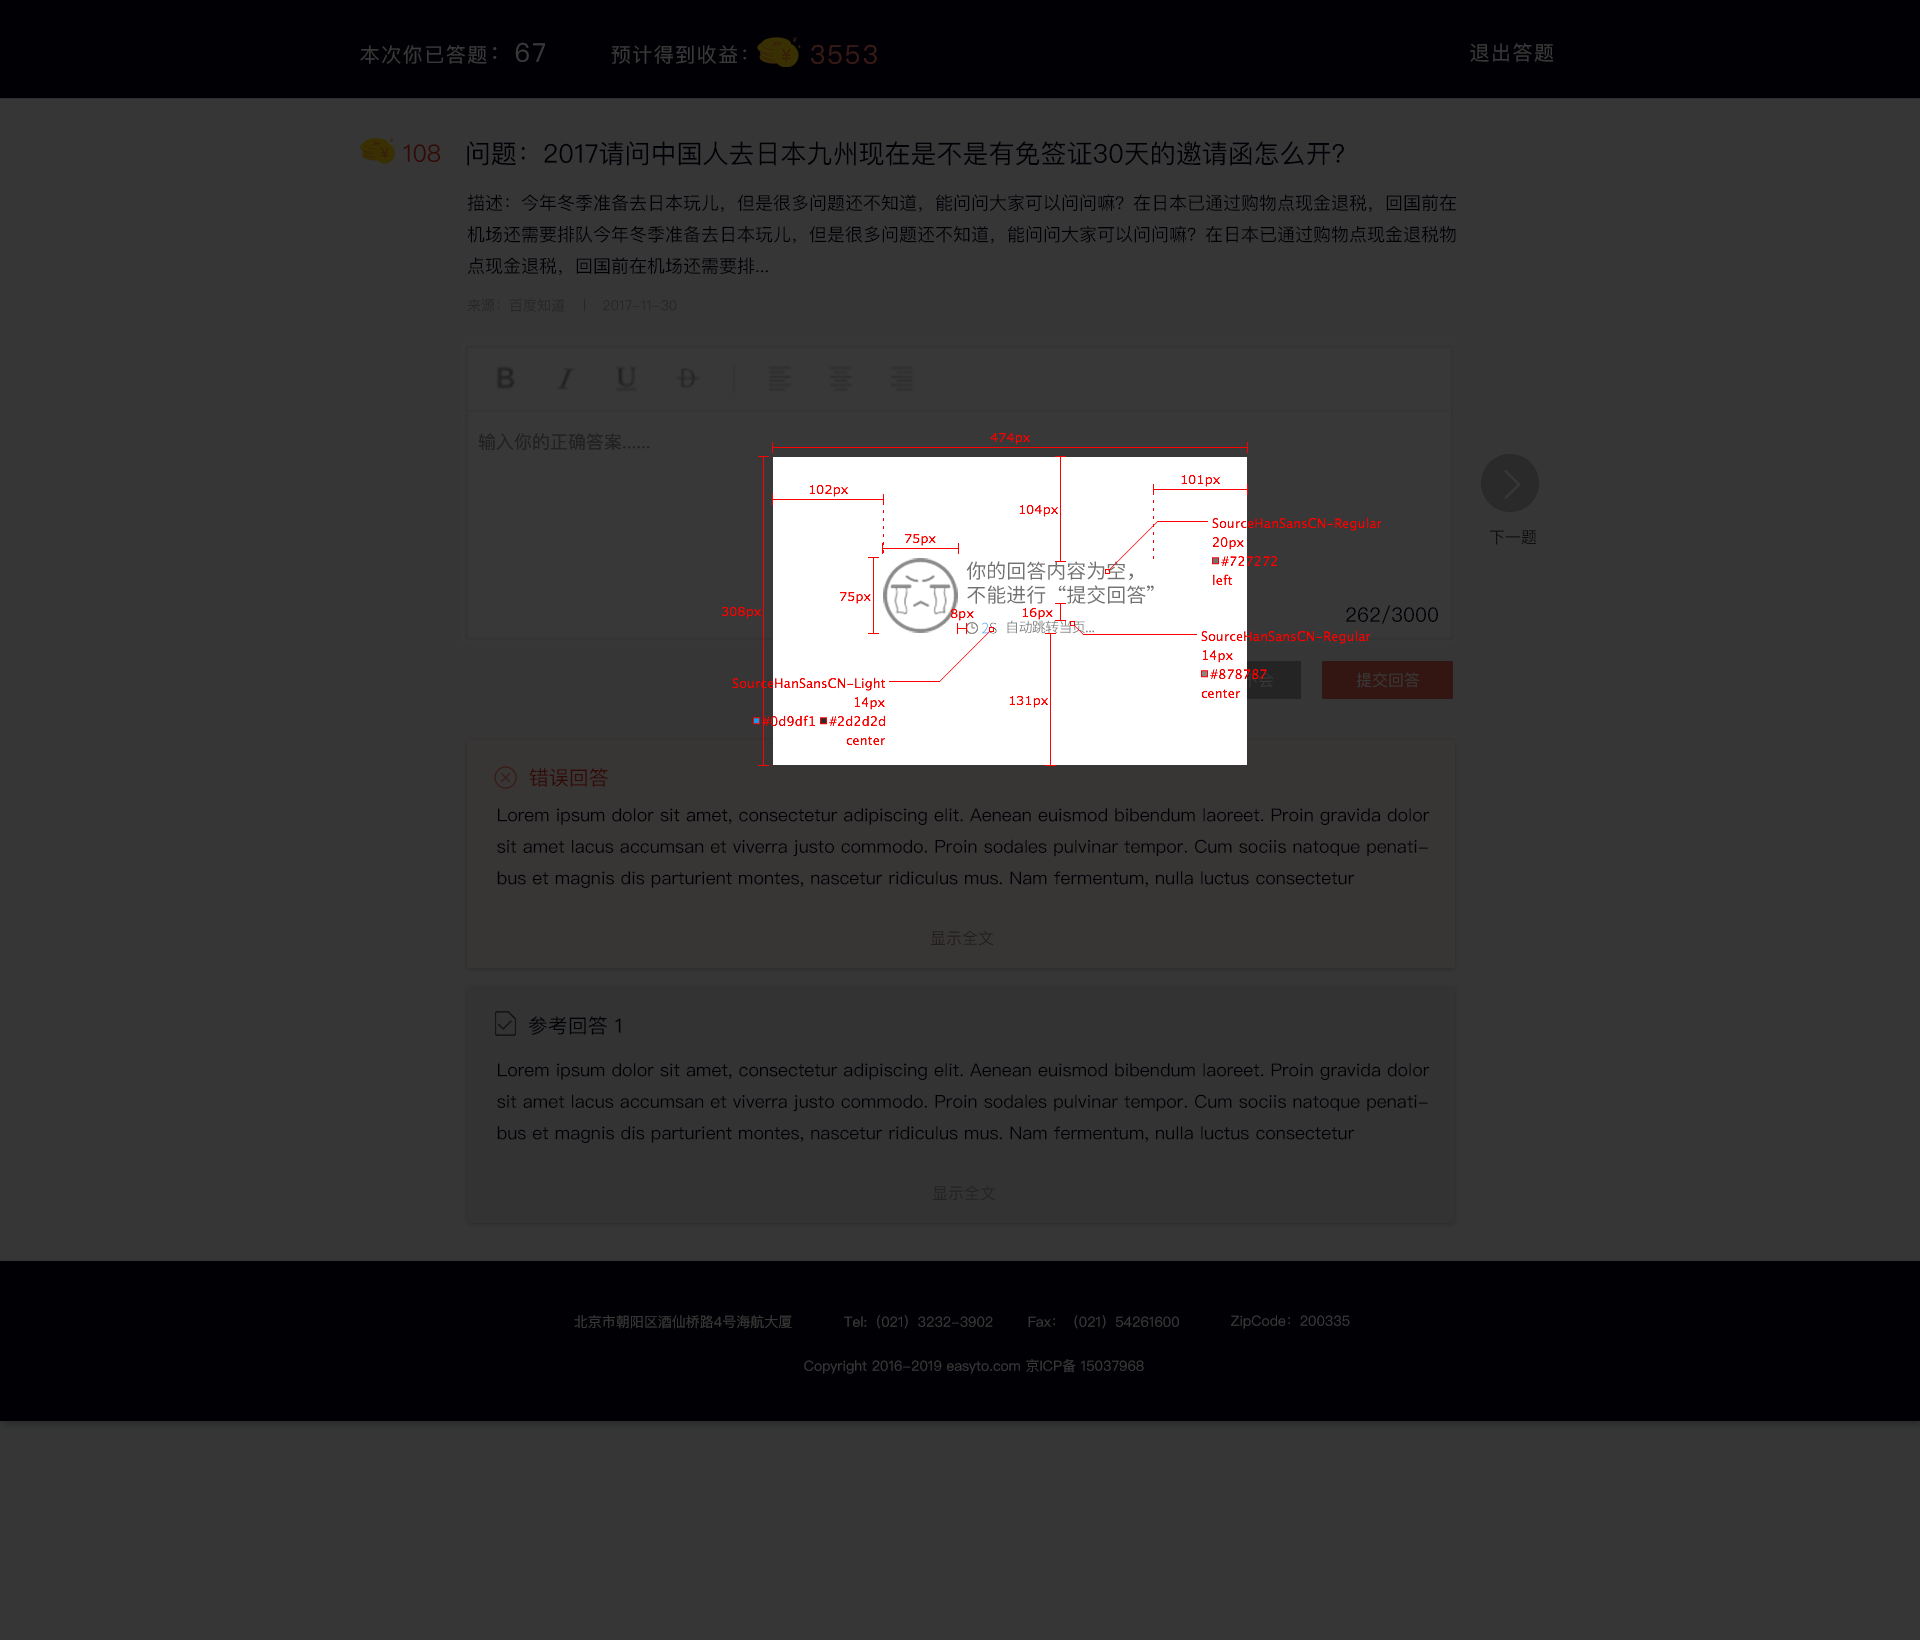 本次你已答题：67
预计得到收益：3553
退出答题
108
问题：2017请问中国人去日本九州现在是不是有免签证30天的邀请函怎么开？
描述：今年冬季准备去日本玩儿，但是很多问题还不知道，能问问大家可以问问嘛？在日本已通过购物点现金退税，回国前在
机场还需要排队今年冬季准备去日本玩儿，但是很多问题还不知道，能问问大家可以问问嘛？在日本已通过购物点现金退税物
点现金退税，回国前在机场还需要排...
来源：百度知道 | 2017-11-30
B I U D
输入你的正确答案......
474px
102px
101px
104px
SourceHanSansCN-Regular
20px
#727272
left
75px
75px
308px
你的回答内容为空，
不能进行“提交回答”
8px
16px
2S 自动跳转当页...
262/3000
下一题
SourceHanSansCN-Regular
14px
#878787
center
SourceHanSansCN-Light
14px
#0d9df1 #2d2d2d
center
131px
会
提交回答
错误回答
Lorem ipsum dolor sit amet, consectetur adipiscing elit. Aenean euismod bibendum laoreet. Proin gravida dolor
sit amet lacus accumsan et viverra justo commodo. Proin sodales pulvinar tempor. Cum sociis natoque penati-
bus et magnis dis parturient montes, nascetur ridiculus mus. Nam fermentum, nulla luctus consectetur
显示全文
参考回答 1
Lorem ipsum dolor sit amet, consectetur adipiscing elit. Aenean euismod bibendum laoreet. Proin gravida dolor
sit amet lacus accumsan et viverra justo commodo. Proin sodales pulvinar tempor. Cum sociis natoque penati-
bus et magnis dis parturient montes, nascetur ridiculus mus. Nam fermentum, nulla luctus consectetur
显示全文
北京市朝阳区酒仙桥路4号海航大厦
Tel:（021）3232-3902
Fax：（021）54261600
ZipCode：200335
Copyright 2016-2019 easyto.com 京ICP备 15037968